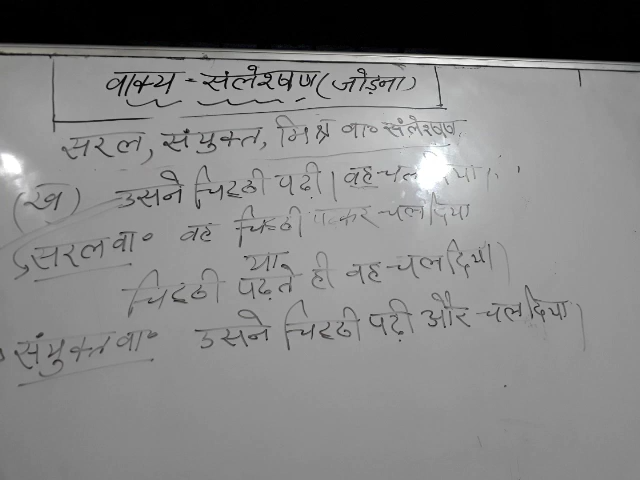 वाक्य - संलेश्षण (जोड़ना)
सरल, संयुक्त, मिश्र वा० संलेश्षण
(ख) उसने चिट्ठी पढ़ी। वह चल दिया।
सरल वा० वह चिट्ठी पढ़कर चल दिया
या
चिट्ठी पढ़ते ही वह चल दिया।
संयुक्त वा० उसने चिट्ठी पढ़ी और चल दिया।